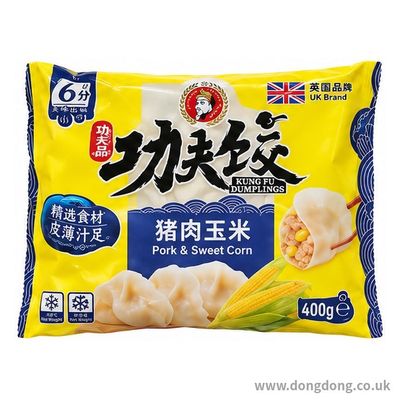 6分
英国品牌
UK Brand
功夫品
功夫饺
KUNG FU
DUMPLINGS
精选食材
皮薄汁足。
猪肉玉米
Pork & Sweet Corn
400g e
www.dongdong.co.uk